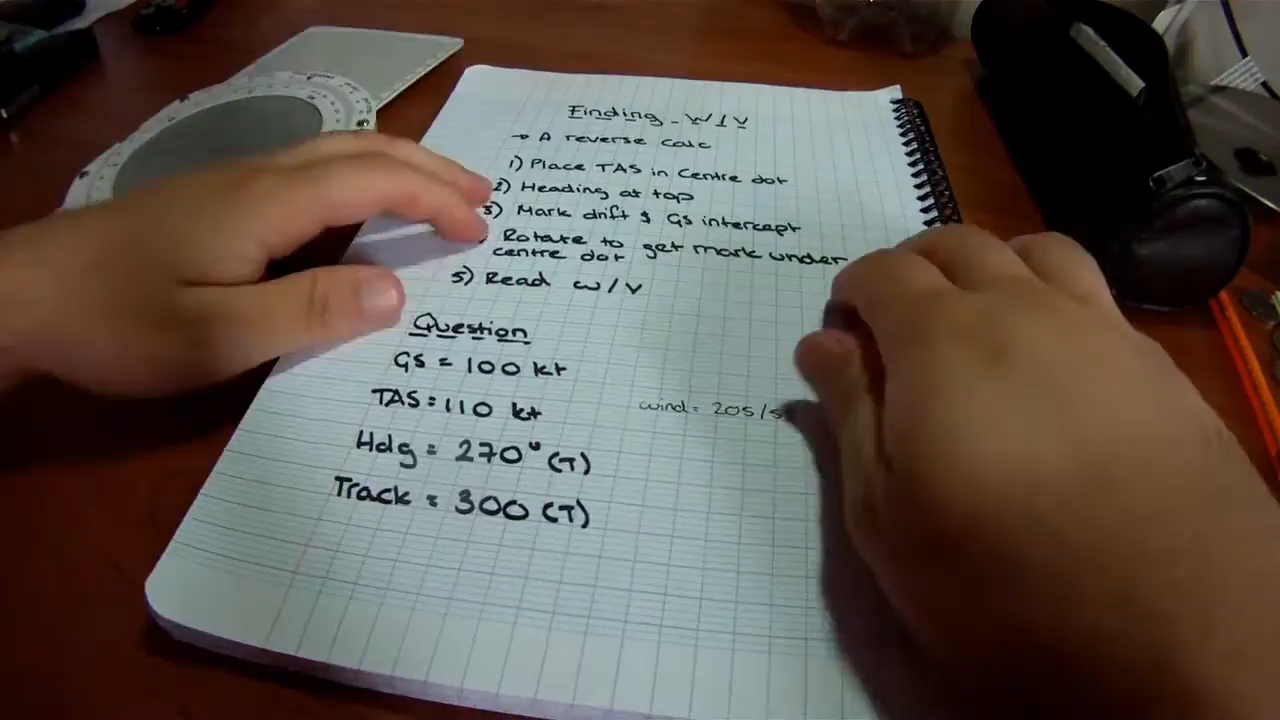 Finding - W/V
→ A reverse calc
1) Place TAS in Centre dot
2) Heading at top
3) Mark drift & GS intercept
Rotate to get mark under
centre dot
5) Read w/v
Question
GS = 100 kt
TAS = 110 kt
Hdg = 270° (T)
Track = 300 (T)
wind = 205/5